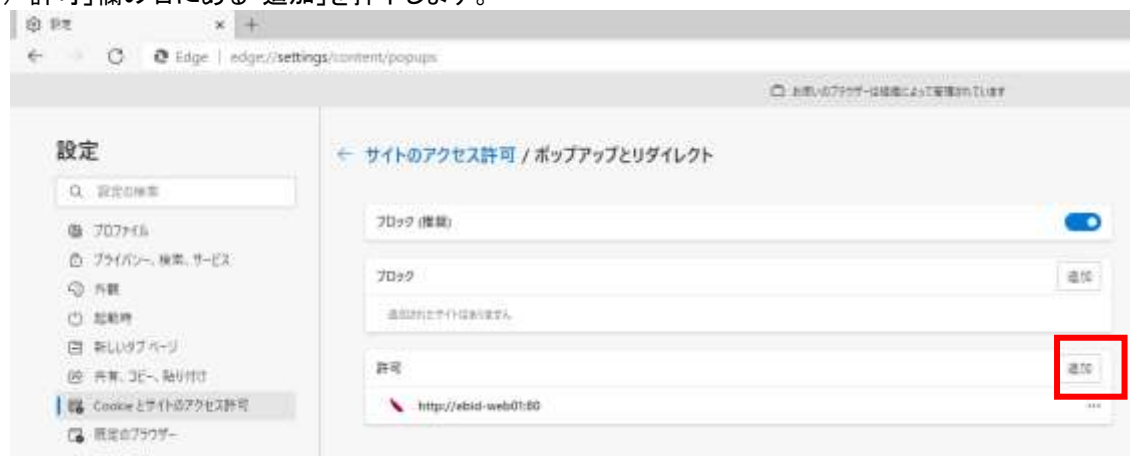 許可」欄の右にある「追加」を押下します。
設定
Edge edge://settings/content/popups
お使いのブラウザーは組織によって管理されています
設定
サイトのアクセス許可 / ポップアップとリダイレクト
設定の検索
ブロック (推奨)
プロファイル
プライバシー、検索、サービス
ブロック 追加
外観
追加されたサイトはありません
起動時
新しいタブ ページ
許可 追加
共有、コピー、貼り付け
Cookie とサイトのアクセス許可
http://ebid-web01:80
既定のブラウザー